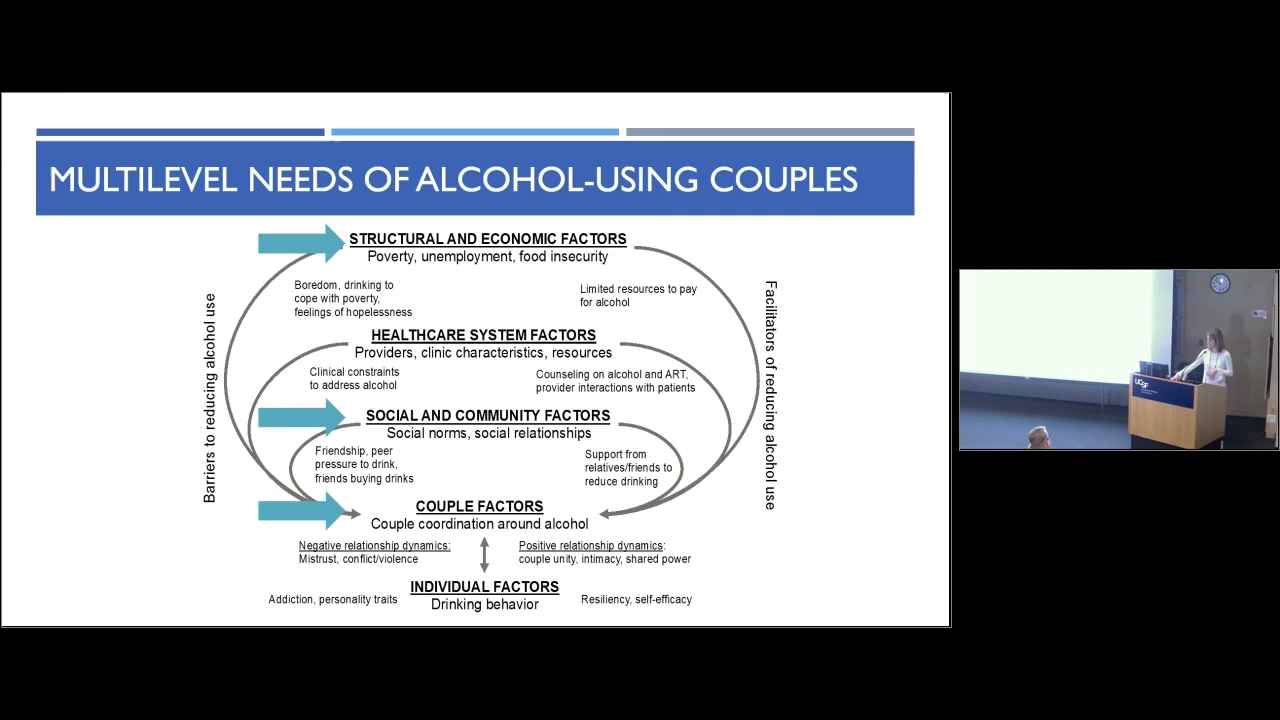 MULTILEVEL NEEDS OF ALCOHOL-USING COUPLES
STRUCTURAL AND ECONOMIC FACTORS
Poverty, unemployment, food insecurity
Boredom, drinking to
cope with poverty,
feelings of hopelessness
Limited resources to pay
for alcohol
HEALTHCARE SYSTEM FACTORS
Providers, clinic characteristics, resources
Clinical constraints
to address alcohol
Counseling on alcohol and ART,
provider interactions with patients
SOCIAL AND COMMUNITY FACTORS
Social norms, social relationships
Friendship, peer
pressure to drink,
friends buying drinks
Support from
relatives/friends to
reduce drinking
COUPLE FACTORS
Couple coordination around alcohol
Negative relationship dynamics:
Mistrust, conflict/violence
Positive relationship dynamics:
couple unity, intimacy, shared power
INDIVIDUAL FACTORS
Drinking behavior
Addiction, personality traits
Resiliency, self-efficacy
Barriers to reducing alcohol use
Facilitators of reducing alcohol use
UCSF